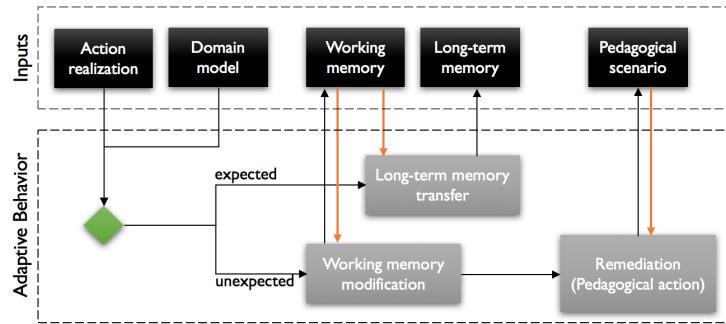 Inputs
Action
realization
Domain
model
Working
memory
Long-term
memory
Pedagogical
scenario
Adaptive Behavior
expected
Long-term memory
transfer
unexpected
Working memory
modification
Remediation
(Pedagogical action)